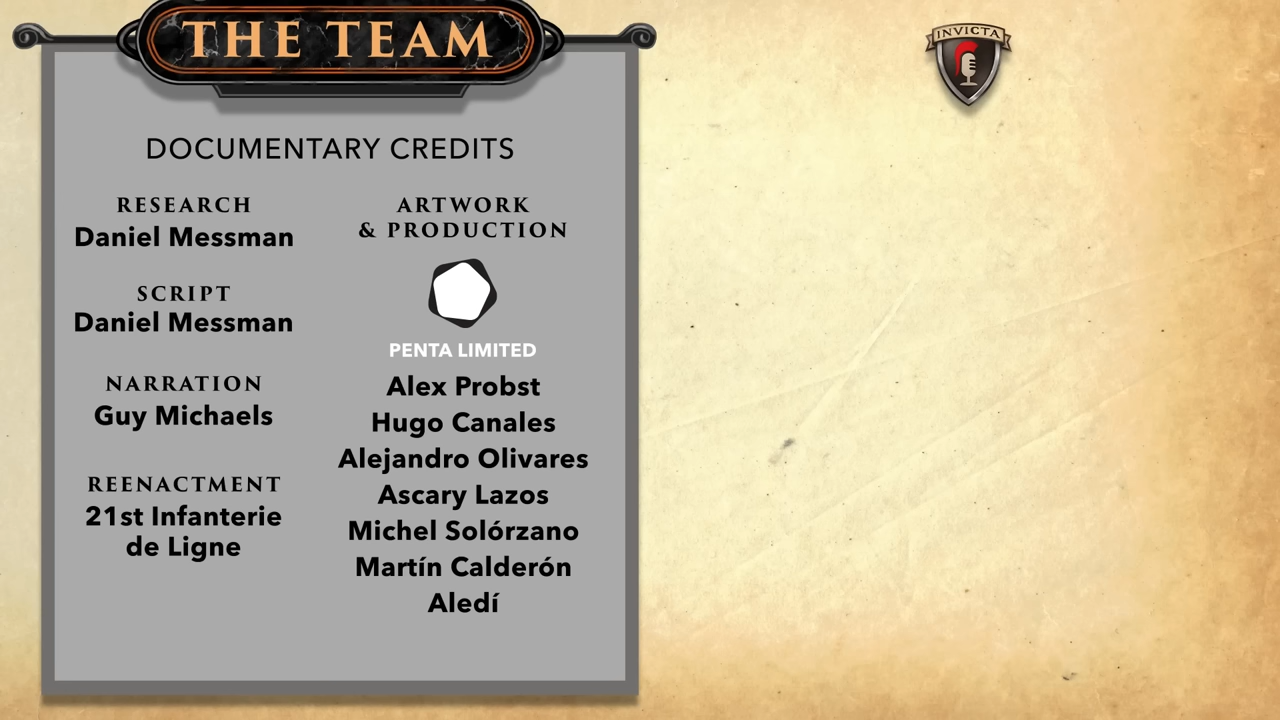 THE TEAM
INVICTA
DOCUMENTARY CREDITS
RESEARCH
Daniel Messman
SCRIPT
Daniel Messman
NARRATION
Guy Michaels
REENACTMENT
21st Infanterie
de Ligne
ARTWORK
& PRODUCTION
PENTA LIMITED
Alex Probst
Hugo Canales
Alejandro Olivares
Ascary Lazos
Michel Solórzano
Martín Calderón
Aledí